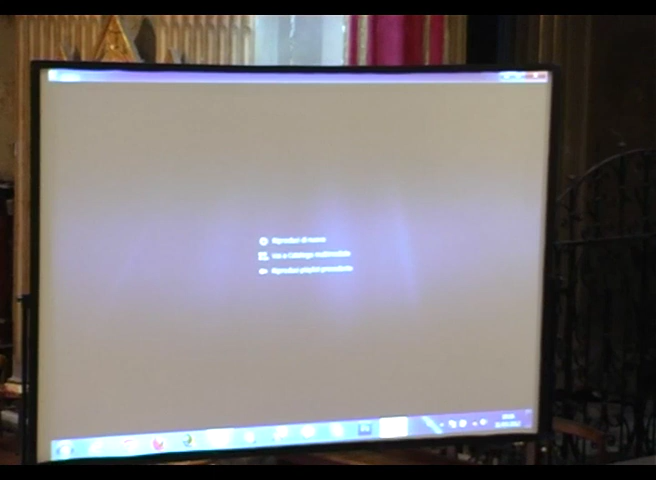 Riproduci di nuovo
Vai a Catalogo multimediale
Riproduci playlist precedente